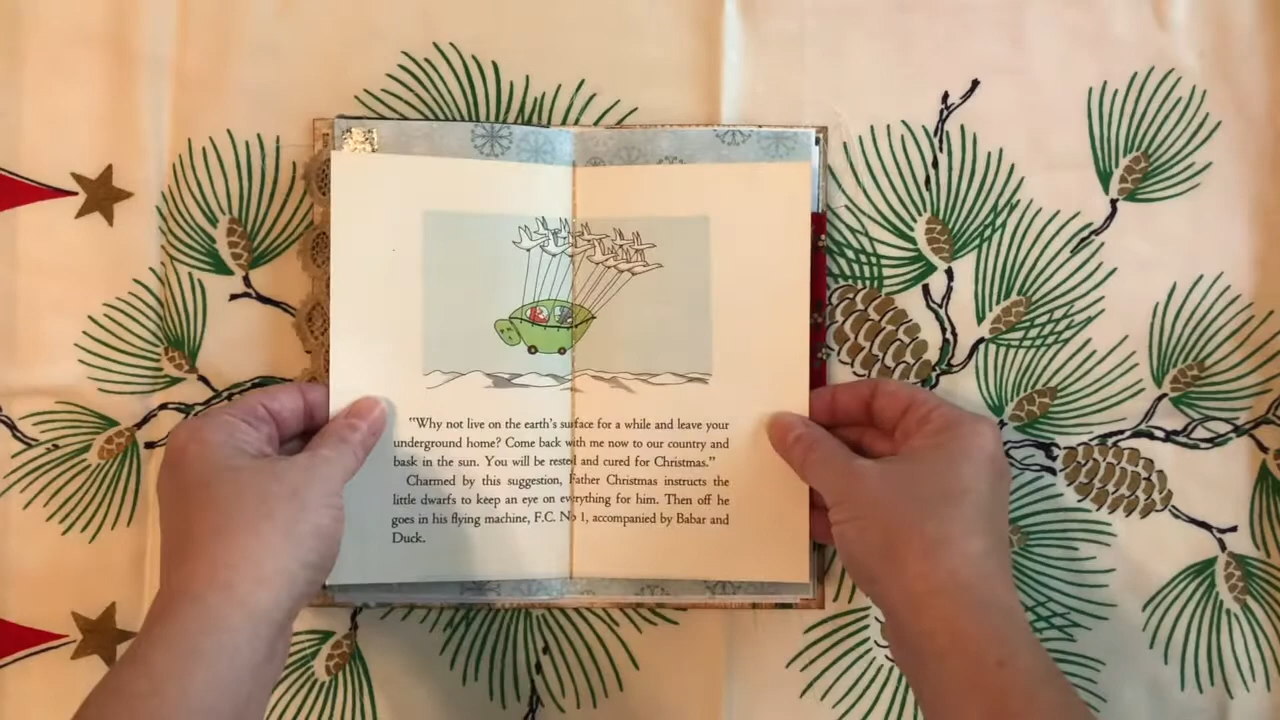 "Why not live on the earth's surface for a while and leave your
underground home? Come back with me now to our country and
bask in the sun. You will be rested and cured for Christmas."
Charmed by this suggestion, Father Christmas instructs the
little dwarfs to keep an eye on everything for him. Then off he
goes in his flying machine, F.C. No 1, accompanied by Babar and
Duck.